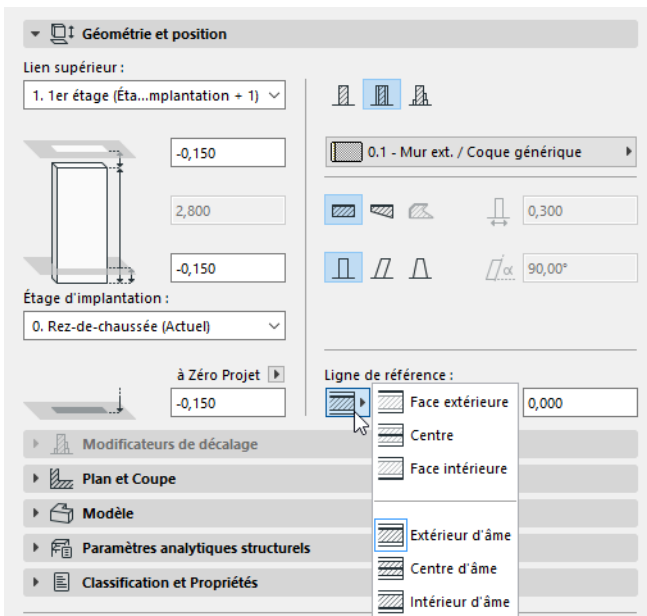 Géométrie et position
Lien supérieur :
1. 1er étage (Éta...mplantation + 1)
-0,150
0.1 - Mur ext. / Coque générique
2,800
0,300
-0,150
α
90,00°
Étage d'implantation :
0. Rez-de-chaussée (Actuel)
à Zéro Projet
Ligne de référence :
-0,150
0,000
Face extérieure
Centre
Face intérieure
Extérieur d'âme
Centre d'âme
Intérieur d'âme
Modificateurs de décalage
Plan et Coupe
Modèle
Paramètres analytiques structurels
Classification et Propriétés